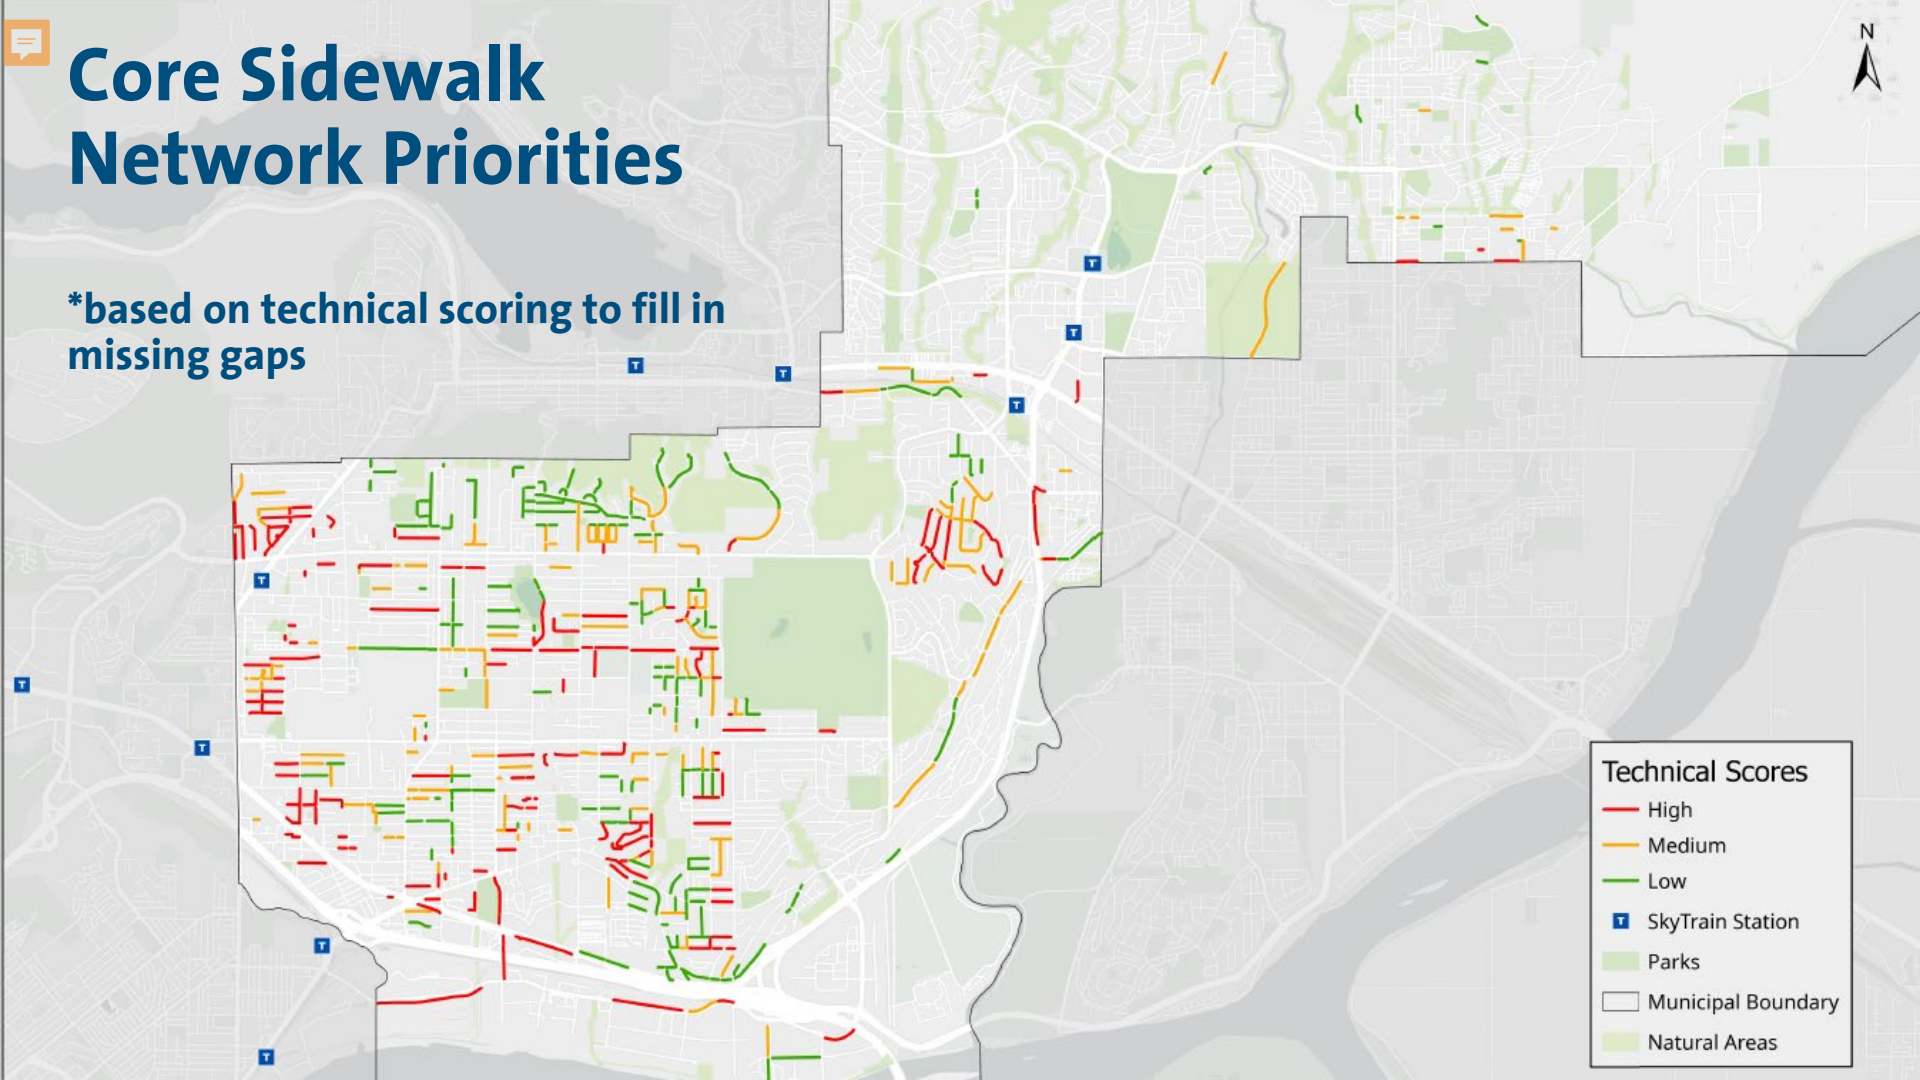 Core Sidewalk
Network Priorities
*based on technical scoring to fill in
missing gaps
N
T
T
T
T
T
T
T
T
T
T
Technical Scores
High
Medium
Low
T SkyTrain Station
Parks
Municipal Boundary
Natural Areas